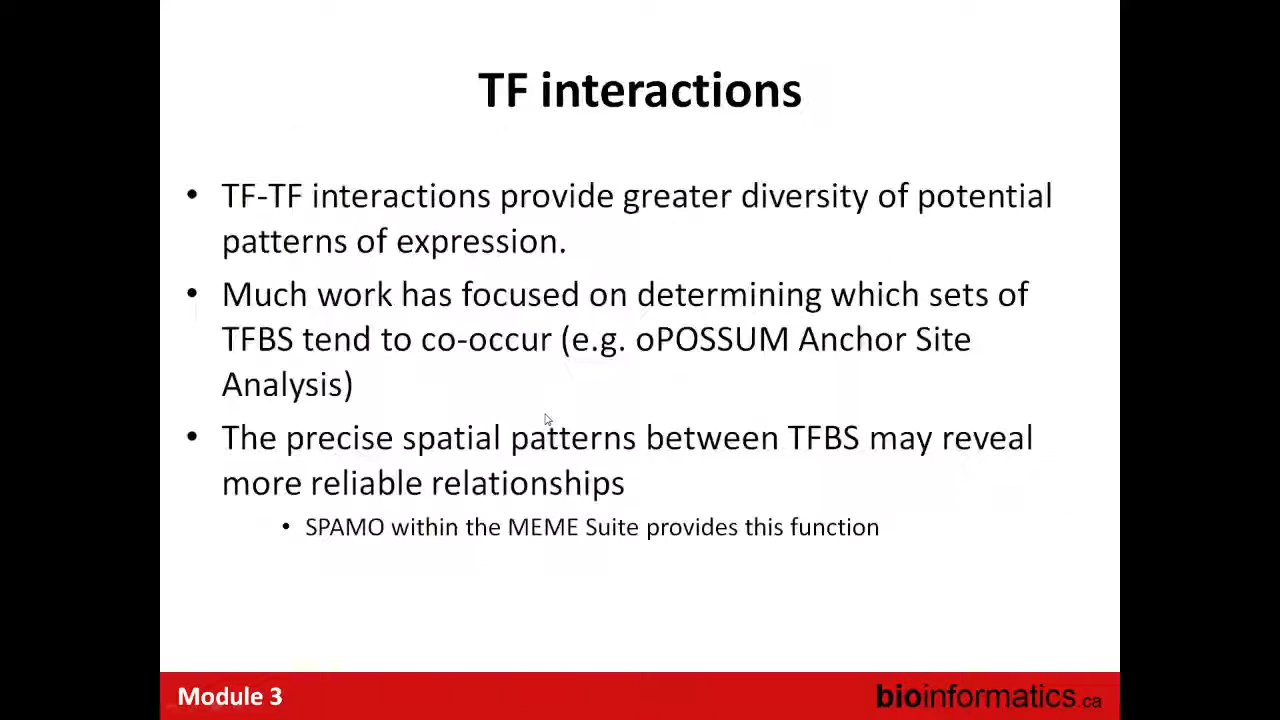 TF interactions
• TF-TF interactions provide greater diversity of potential
patterns of expression.
• Much work has focused on determining which sets of
TFBS tend to co-occur (e.g. oPOSSUM Anchor Site
Analysis)
• The precise spatial patterns between TFBS may reveal
more reliable relationships
• SPAMO within the MEME Suite provides this function
Module 3
bioinformatics.ca